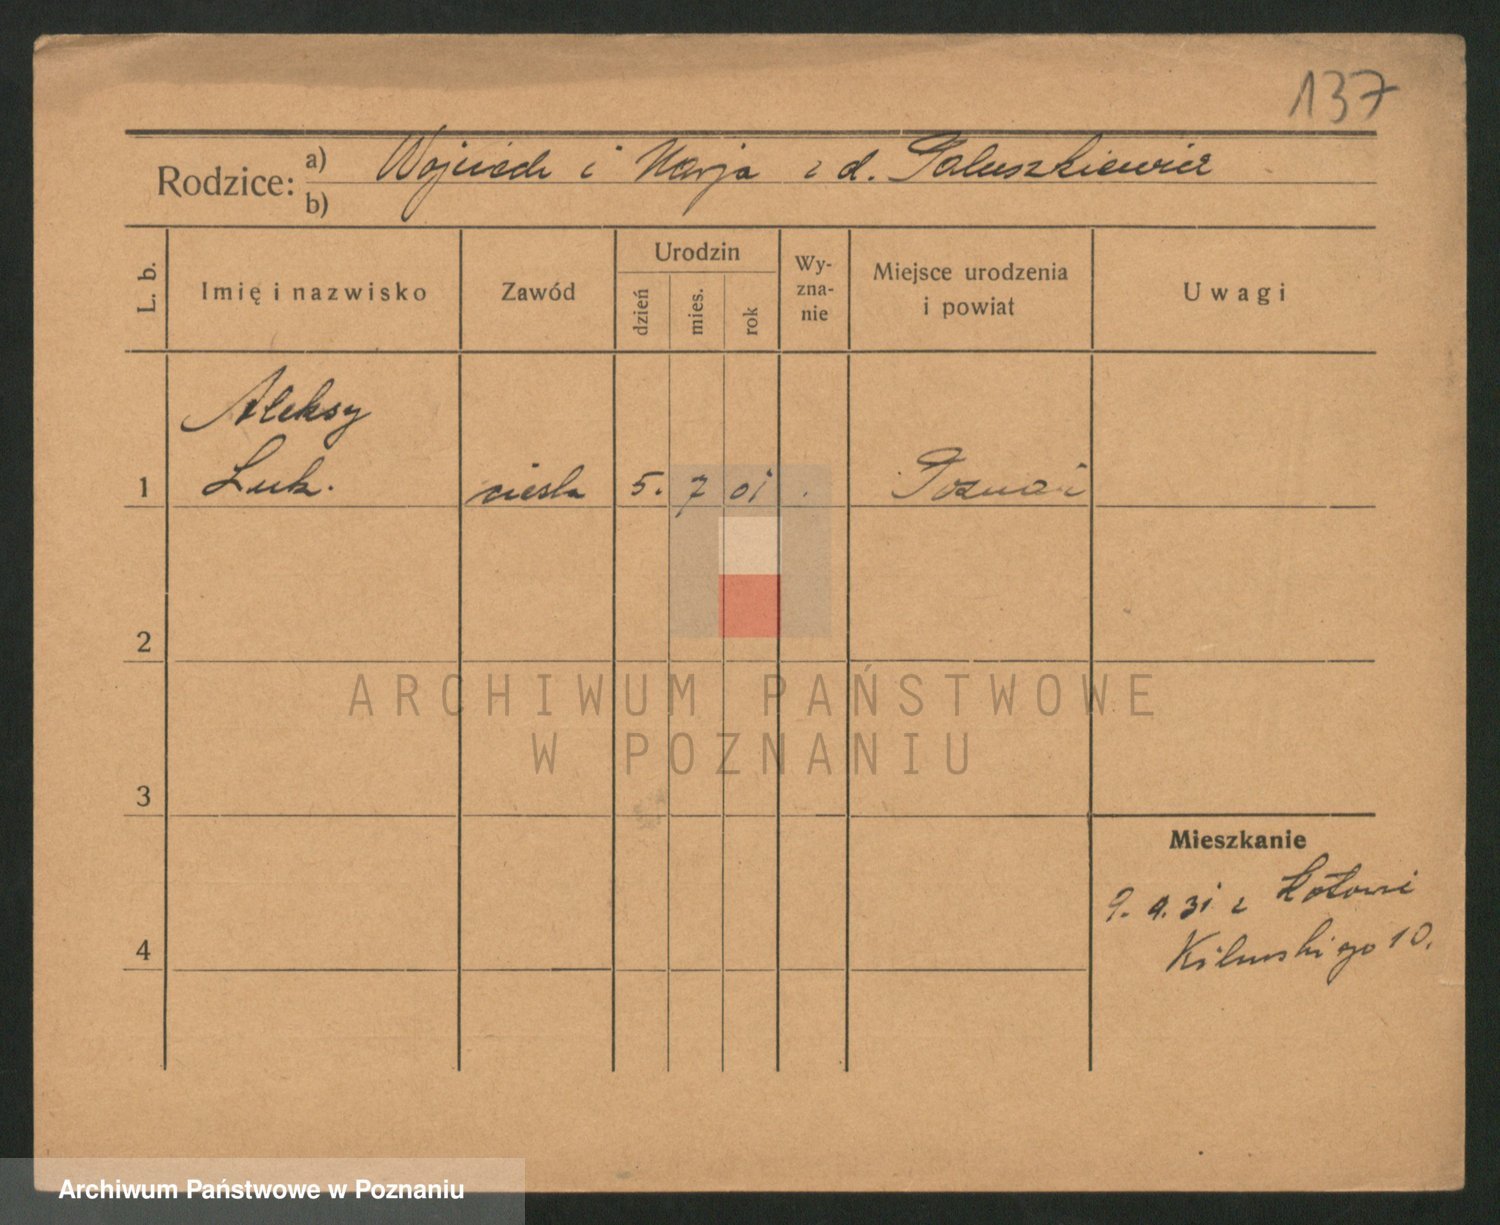 137
Rodzice: a) Wojciech i Marja z d. Paluszkiewicz
b)
L. b. Imię i nazwisko Zawód Urodzin dzień mies. rok Wy-zna-nie Miejsce urodzenia i powiat Uwagi
Aleksy
1 Luk. cieśla 5. 7 01 Poznań
2
ARCHIWUM PAŃSTWOWE
W POZNANIU
3
Mieszkanie
9. 9. 31 z
4 10.
Archiwum Państwowe w Poznaniu